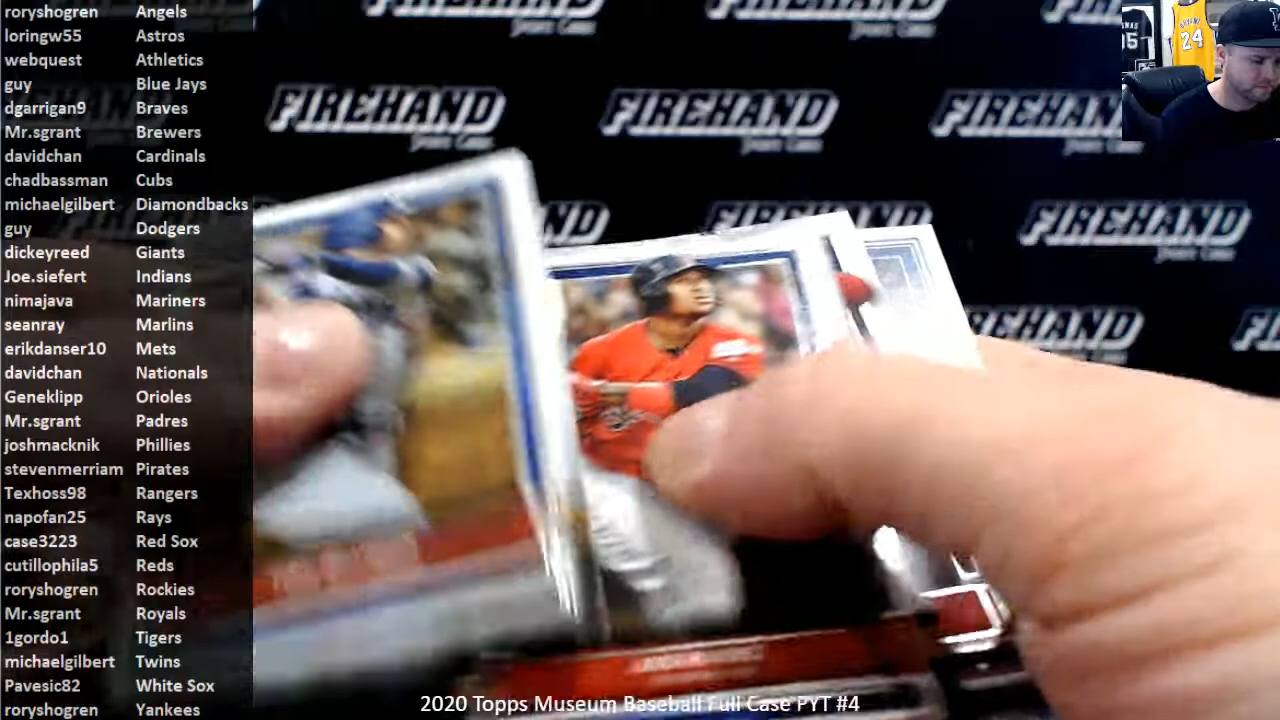 roryshogren Angels
loringw55 Astros
webquest Athletics
guy Blue Jays
dgarrigan9 Braves
Mr.sgrant Brewers
davidchan Cardinals
chadbassman Cubs
michaelgilbert Diamondbacks
guy Dodgers
dickeyreed Giants
Joe.siefert Indians
nimajava Mariners
seanray Marlins
erikdanser10 Mets
davidchan Nationals
Geneklipp Orioles
Mr.sgrant Padres
joshmacknik Phillies
stevenmerriam Pirates
Texhoss98 Rangers
napofan25 Rays
case3223 Red Sox
cutillophila5 Reds
roryshogren Rockies
Mr.sgrant Royals
1gordo1 Tigers
michaelgilbert Twins
Pavesic82 White Sox
roryshogren Yankees
FIREHAND
FIREHAND
FIREHAND
FIREHAND
FIREHAND
FIREHAND
24
2020 Topps Museum Baseball Full Case PYT #4